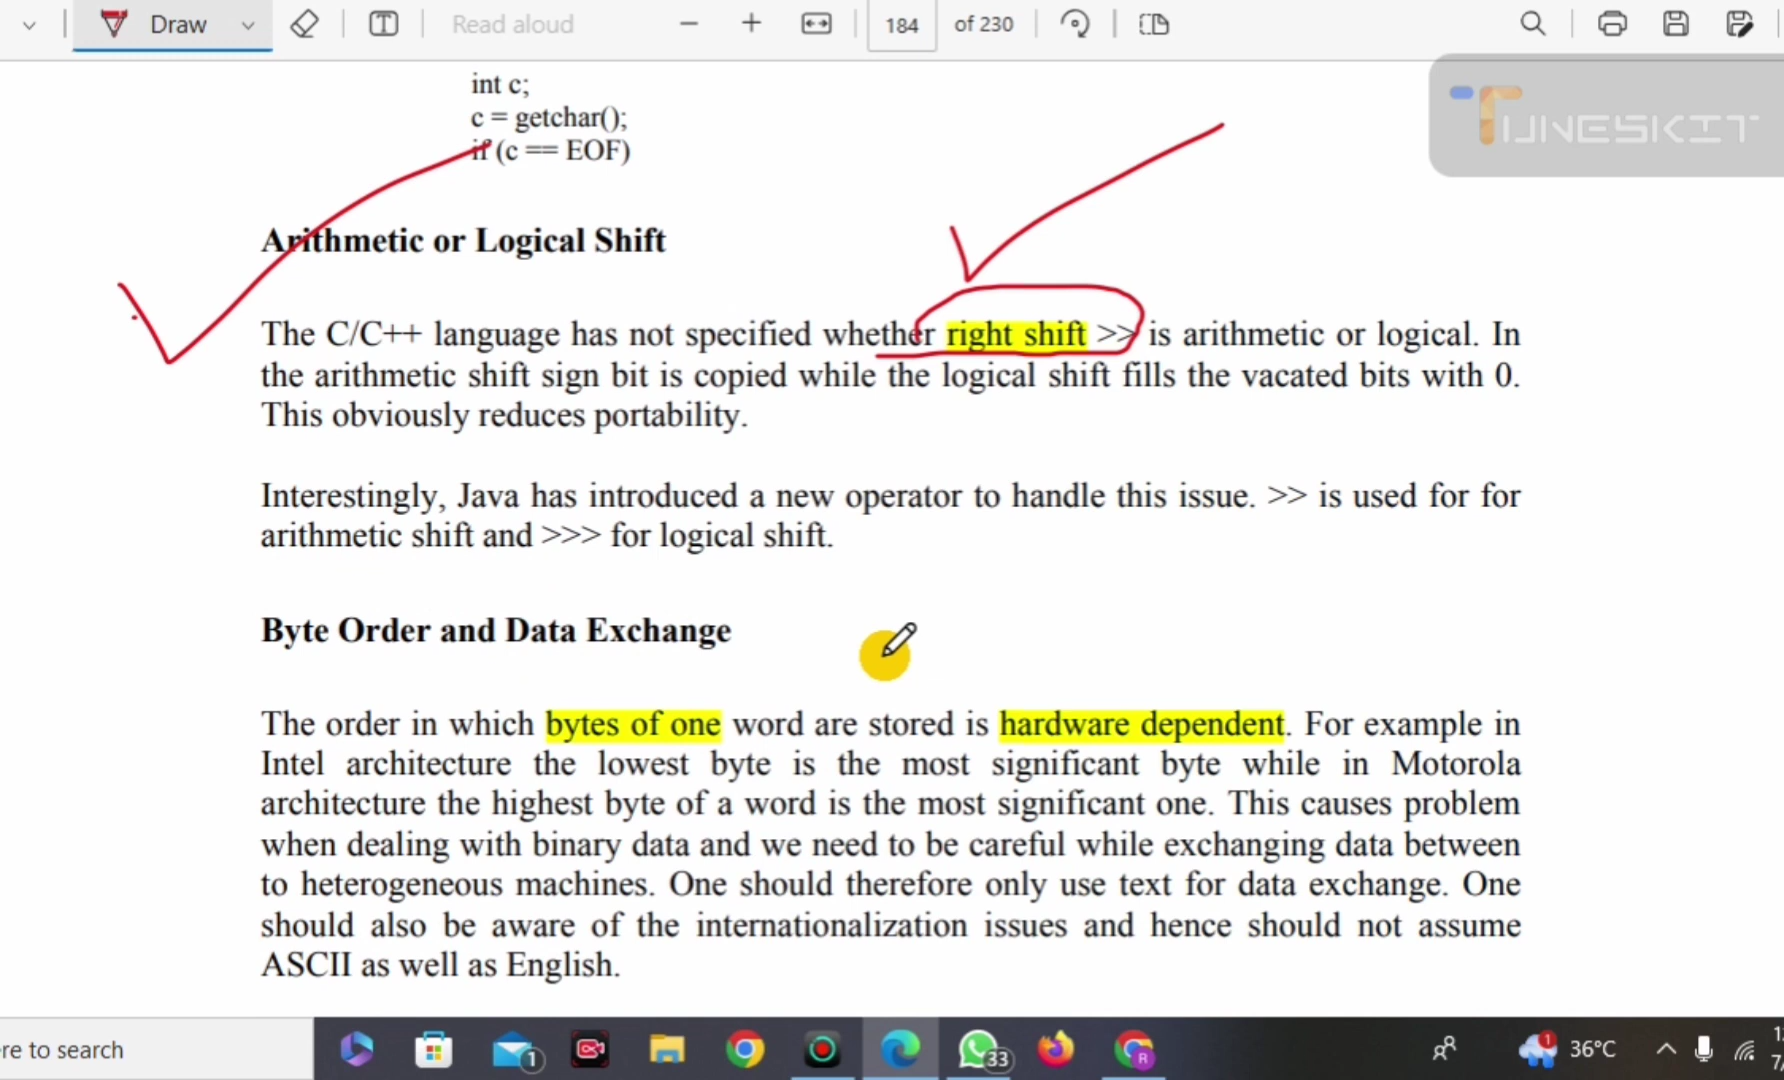 Draw
Read aloud
184 of 230
TUNESKIT
int c;
c = getchar();
if (c == EOF)
Arithmetic or Logical Shift
The C/C++ language has not specified whether right shift >> is arithmetic or logical. In
the arithmetic shift sign bit is copied while the logical shift fills the vacated bits with 0.
This obviously reduces portability.
Interestingly, Java has introduced a new operator to handle this issue. >> is used for for
arithmetic shift and >>> for logical shift.
Byte Order and Data Exchange
The order in which bytes of one word are stored is hardware dependent. For example in
Intel architecture the lowest byte is the most significant byte while in Motorola
architecture the highest byte of a word is the most significant one. This causes problem
when dealing with binary data and we need to be careful while exchanging data between
to heterogeneous machines. One should therefore only use text for data exchange. One
should also be aware of the internationalization issues and hence should not assume
ASCII as well as English.
re to search
1
33
R
1
36°C